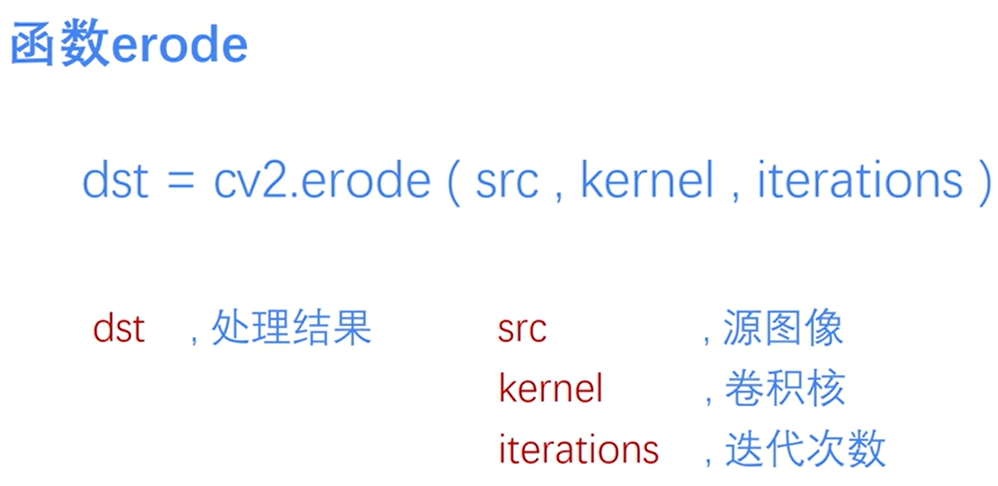 函数erode
dst = cv2.erode ( src , kernel , iterations )
dst , 处理结果 src , 源图像
kernel , 卷积核
iterations , 迭代次数